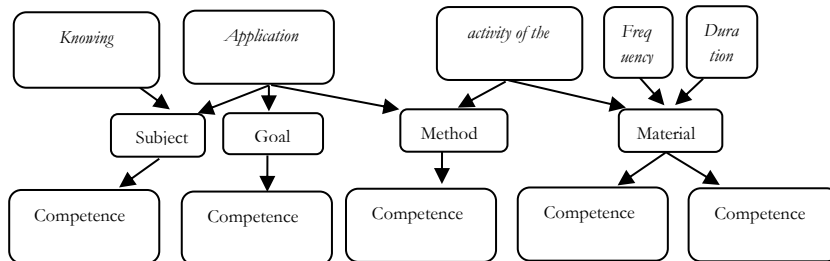 Knowing
Application
activity of the
Freq
uency
Dura
tion
Subject
Goal
Method
Material
Competence
Competence
Competence
Competence
Competence